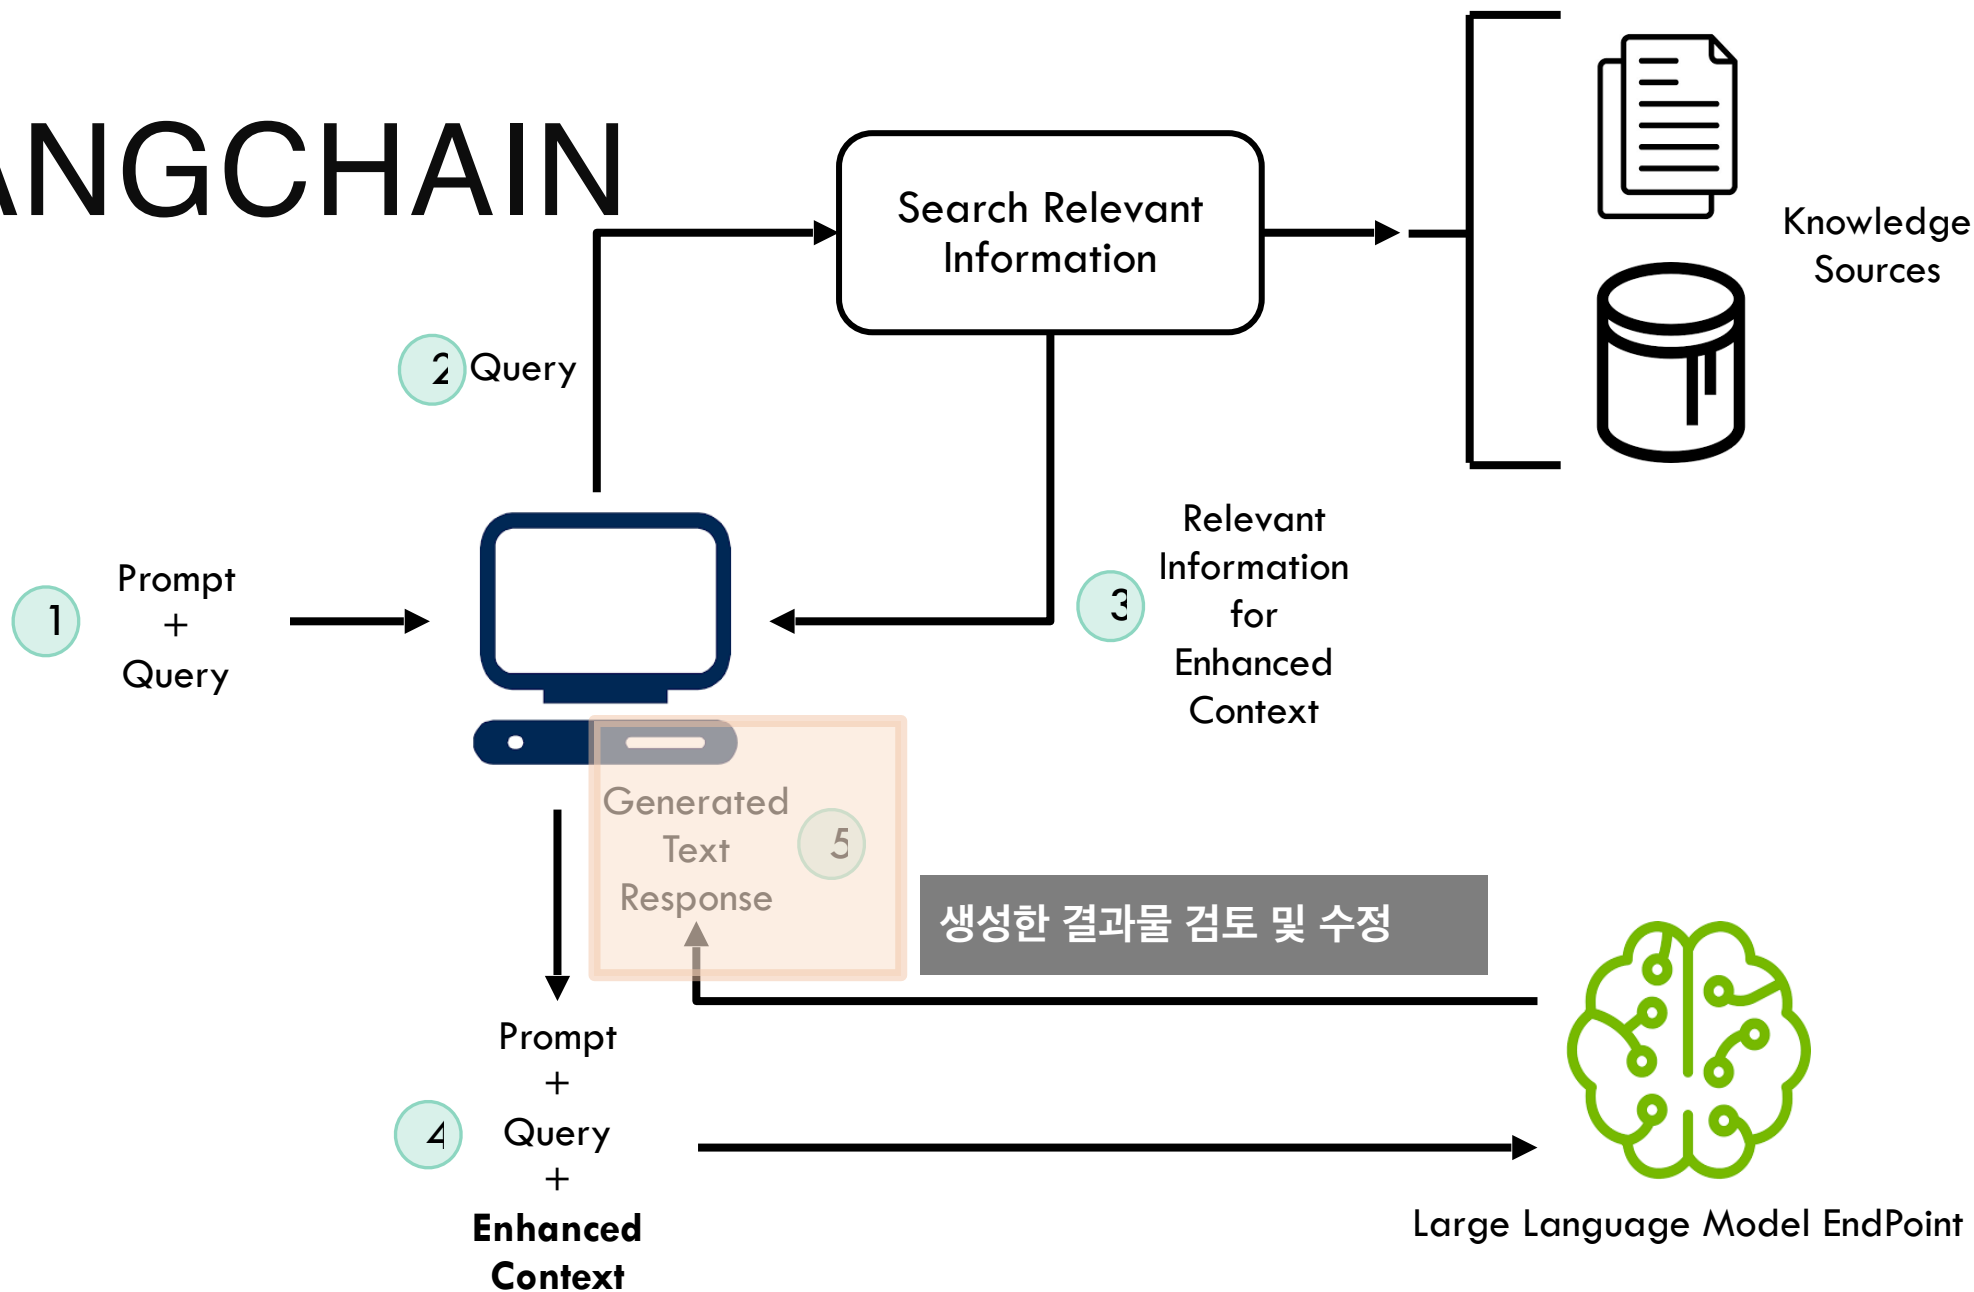 ANGCHAIN
Search Relevant
Information
Knowledge
Sources
2 Query
1
Prompt
+
Query
3
Relevant
Information
for
Enhanced
Context
Generated
Text
Response
5
생성한 결과물 검토 및 수정
4
Prompt
+
Query
+
Enhanced
Context
Large Language Model EndPoint